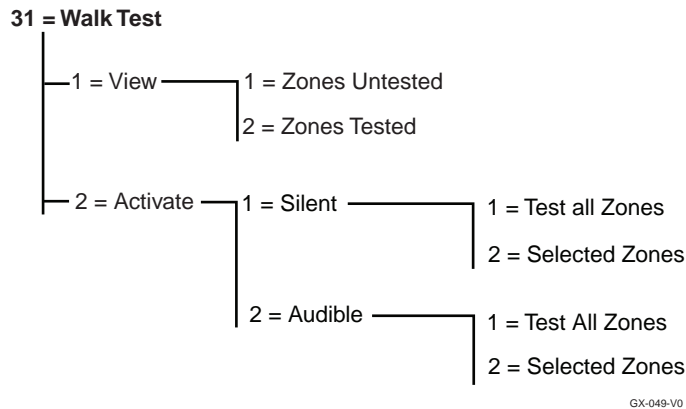 31 = Walk Test
1 = View
1 = Zones Untested
2 = Zones Tested
2 = Activate
1 = Silent
1 = Test all Zones
2 = Selected Zones
2 = Audible
1 = Test All Zones
2 = Selected Zones
GX-049-V0